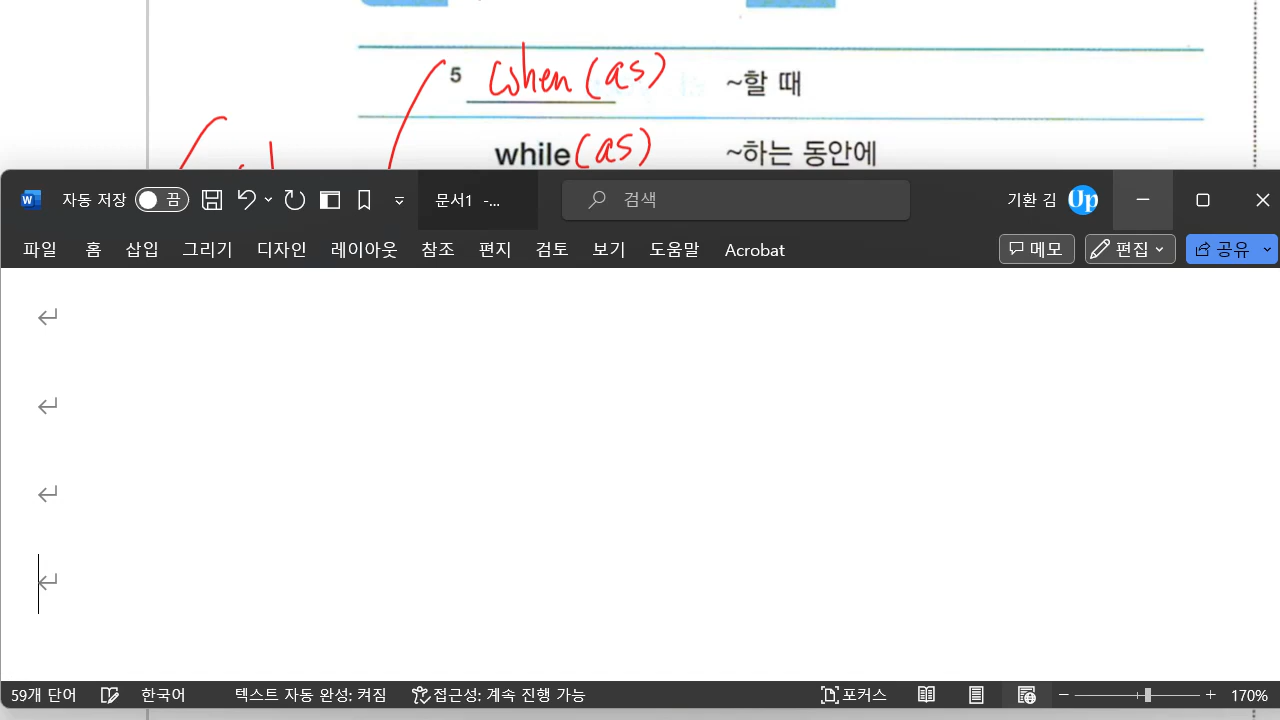 5 when (as) ~할 때
while (as) ~하는 동안에
자동 저장 끔 문서1 -... 검색 기환 김 Up
파일 홈 삽입 그리기 디자인 레이아웃 참조 편지 검토 보기 도움말 Acrobat 메모 편집 공유
59개 단어 한국어 텍스트 자동 완성: 켜짐 접근성: 계속 진행 가능 포커스 170%